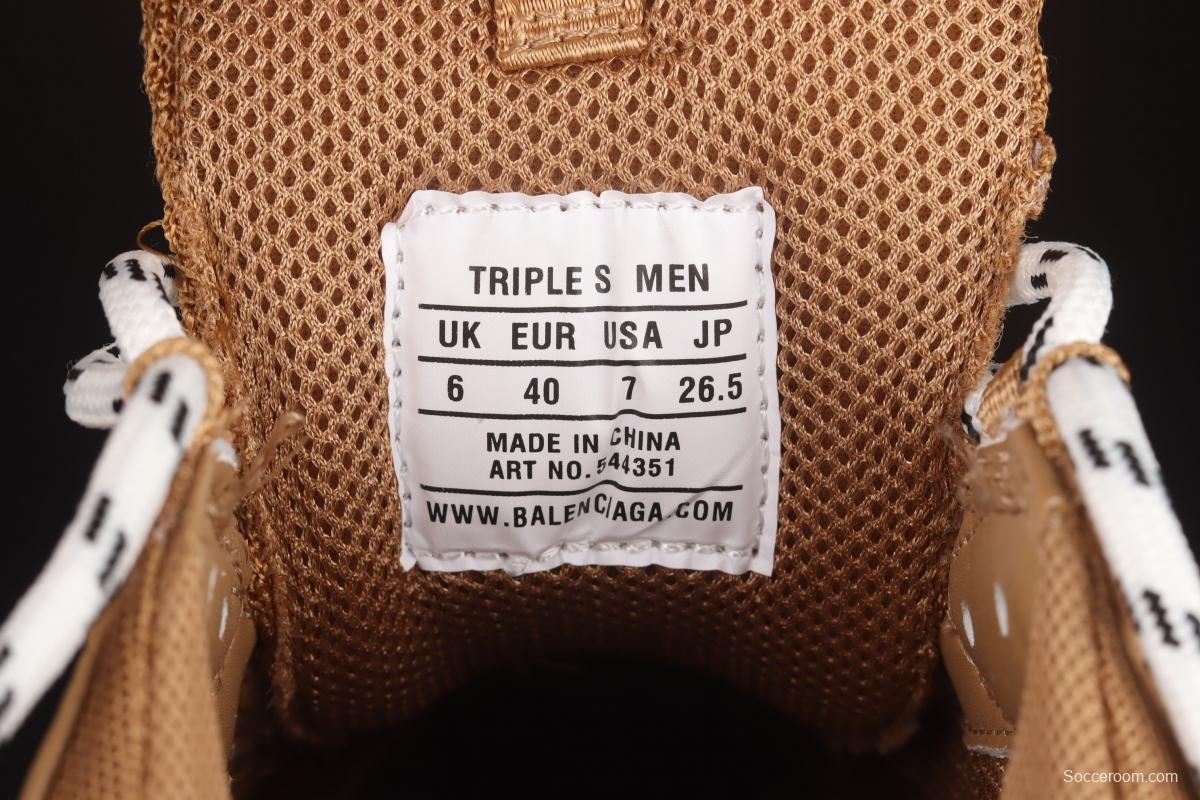 TRIPLE S MEN
UK EUR USA JP
6 40 7 26.5
MADE IN CHINA
ART NO. 544351
WWW.BALENCIAGA.COM
Socceroom.com